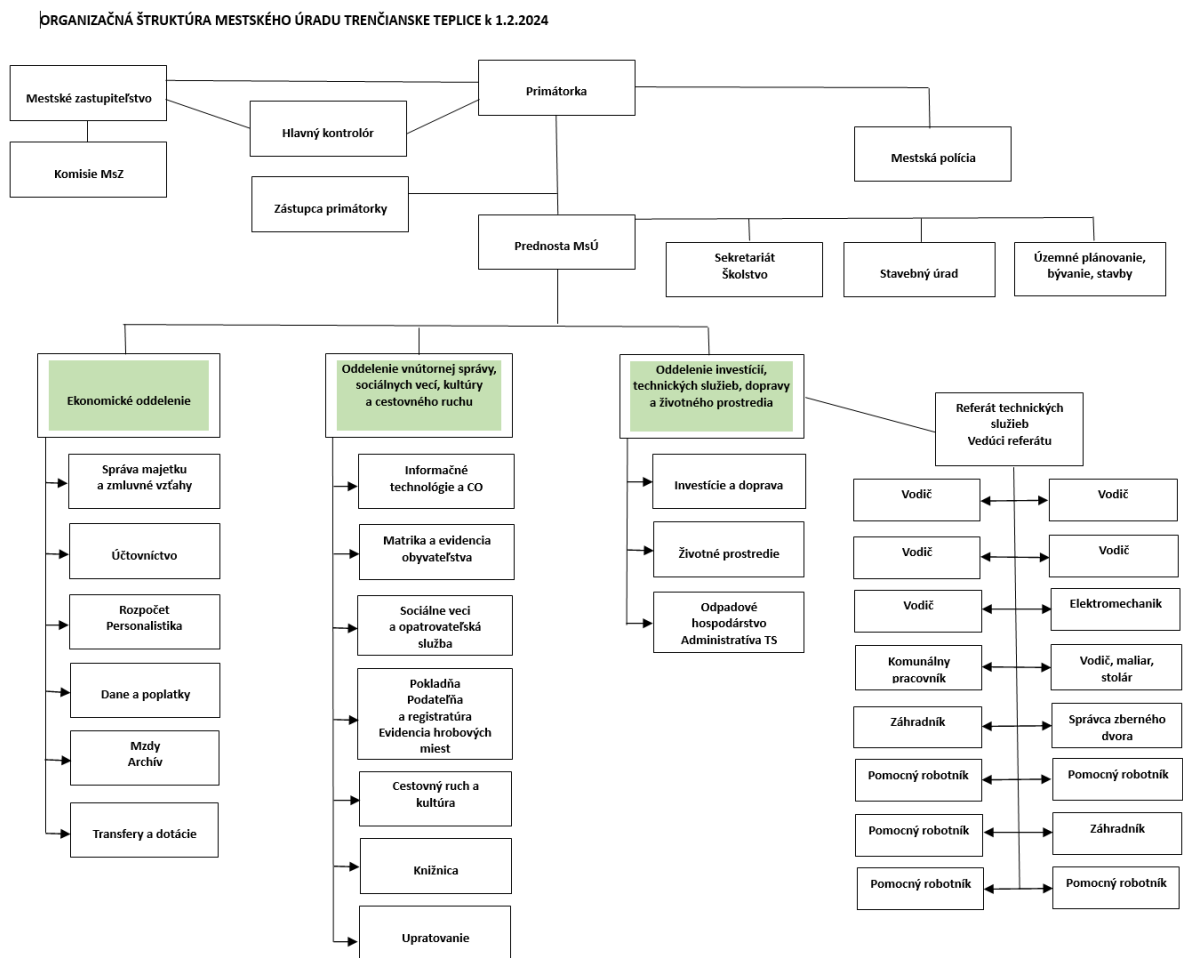 ORGANIZAČNÁ ŠTRUKTÚRA MESTSKÉHO ÚRADU TRENČIANSKE TEPLICE k 1.2.2024
Mestské zastupiteľstvo
Primátorka
Hlavný kontrolór
Mestská polícia
Komisie MsZ
Zástupca primátorky
Prednosta MsÚ
Sekretariát
Školstvo
Stavebný úrad
Územné plánovanie,
bývanie, stavby
Ekonomické oddelenie
Oddelenie vnútornej správy,
sociálnych vecí, kultúry
a cestovného ruchu
Oddelenie investícií,
technických služieb, dopravy
a životného prostredia
Referát technických
služieb
Vedúci referátu
Správa majetku
a zmluvné vzťahy
Účtovníctvo
Rozpočet
Personalistika
Dane a poplatky
Mzdy
Archív
Transfery a dotácie
Informačné
technológie a CO
Matrika a evidencia
obyvateľstva
Sociálne veci
a opatrovateľská
služba
Pokladňa
Podateľňa
a registratúra
Evidencia hrobových
miest
Cestovný ruch a
kultúra
Knižnica
Upratovanie
Investície a doprava
Životné prostredie
Odpadové
hospodárstvo
Administratíva TS
Vodič
Vodič
Vodič
Vodič
Vodič
Elektromechanik
Komunálny
pracovník
Vodič, maliar,
stolár
Záhradník
Správca zberného
dvora
Pomocný robotník
Pomocný robotník
Pomocný robotník
Záhradník
Pomocný robotník
Pomocný robotník